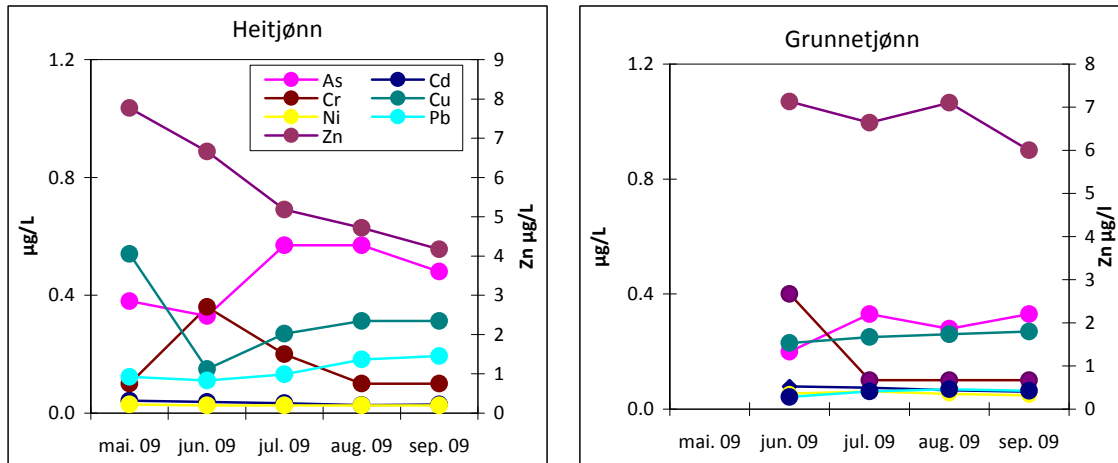 Heitjønn
1.2
0.8
0.4
0.0
µg/L
9
8
7
6
5
4
3
2
1
0
Zn µg/L
As
Cd
Cr
Cu
Ni
Pb
Zn
mai. 09 jun. 09 jul. 09 aug. 09 sep. 09
Grunnetjønn
1.2
0.8
0.4
0.0
µg/L
8
7
6
5
4
3
2
1
0
Zn µg/l
mai. 09 jun. 09 jul. 09 aug. 09 sep. 09